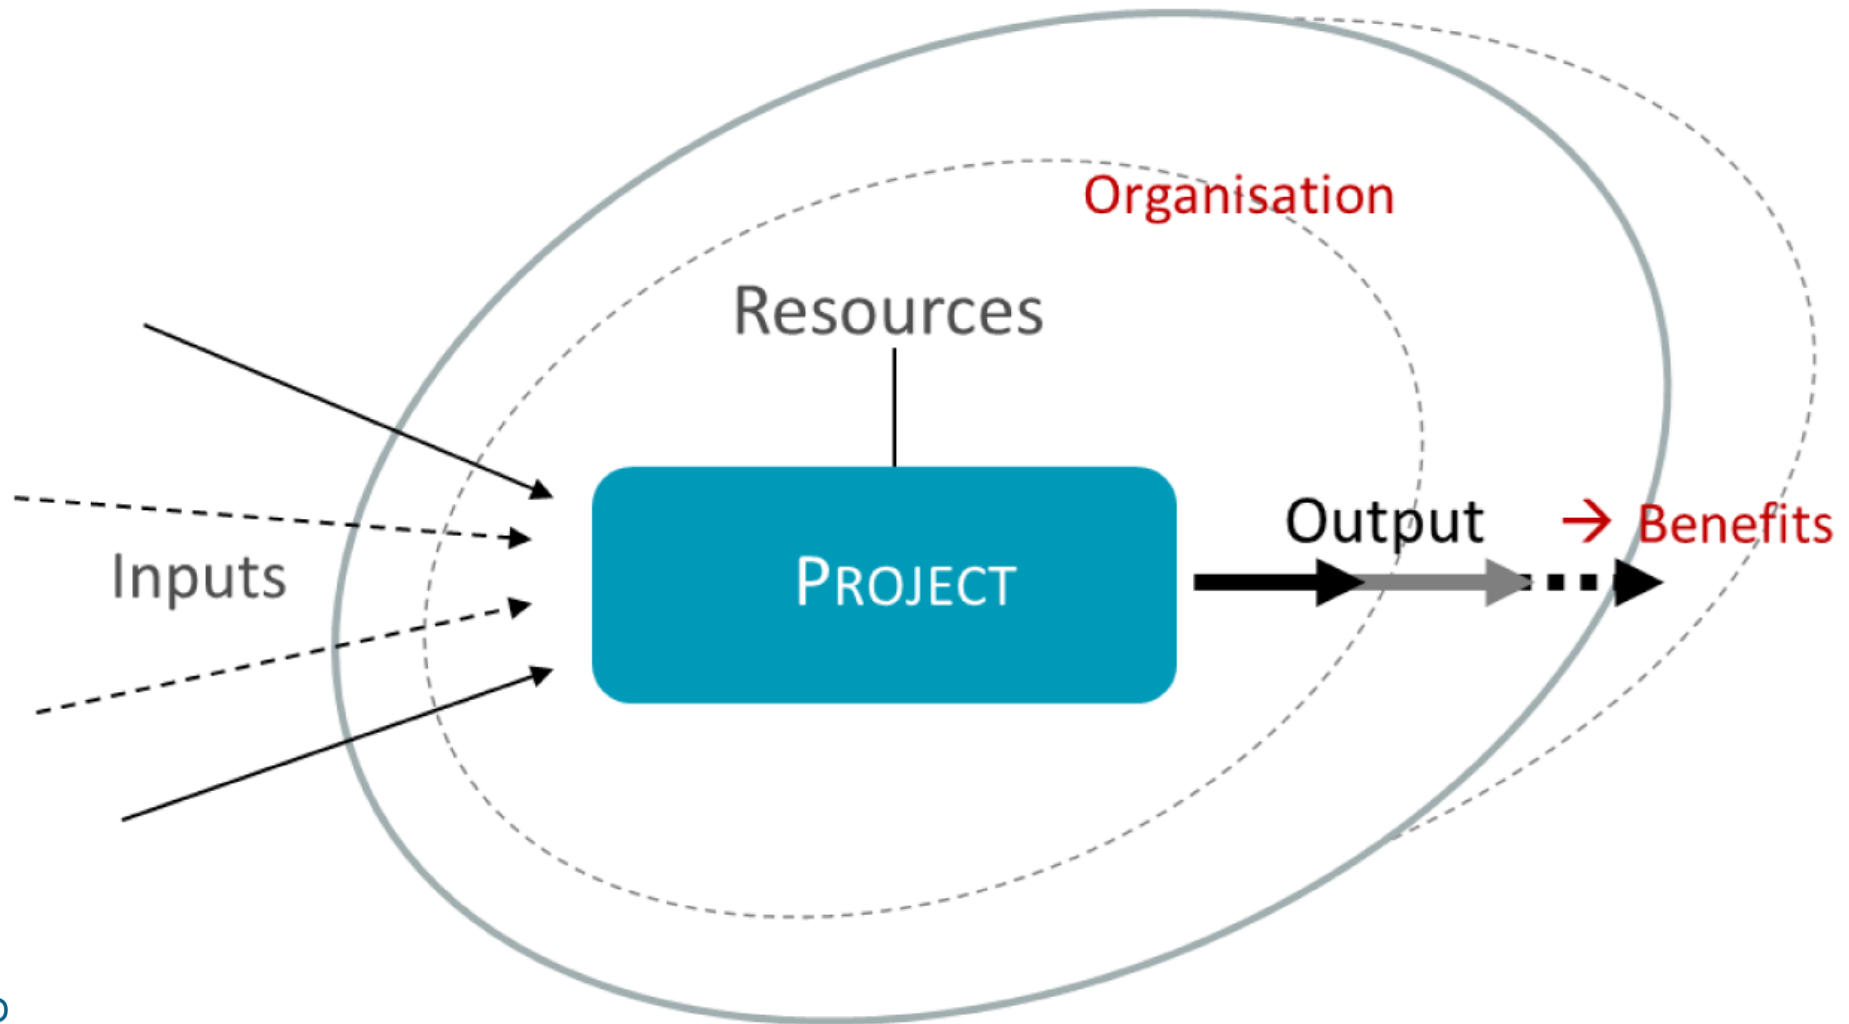 Organisation
Resources
Output → Benefits
Inputs
PROJECT